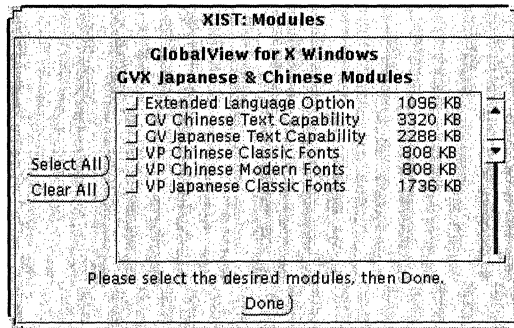 XIST: Modules
GlobalView for X Windows
GVX Japanese & Chinese Modules
Extended Language Option 1096 KB
GV Chinese Text Capability 3320 KB
GV Japanese Text Capability 2288 KB
VP Chinese Classic Fonts 808 KB
VP Chinese Modern Fonts 808 KB
VP Japanese Classic Fonts 1736 KB
Select All
Clear All
Please select the desired modules, then Done.
Done